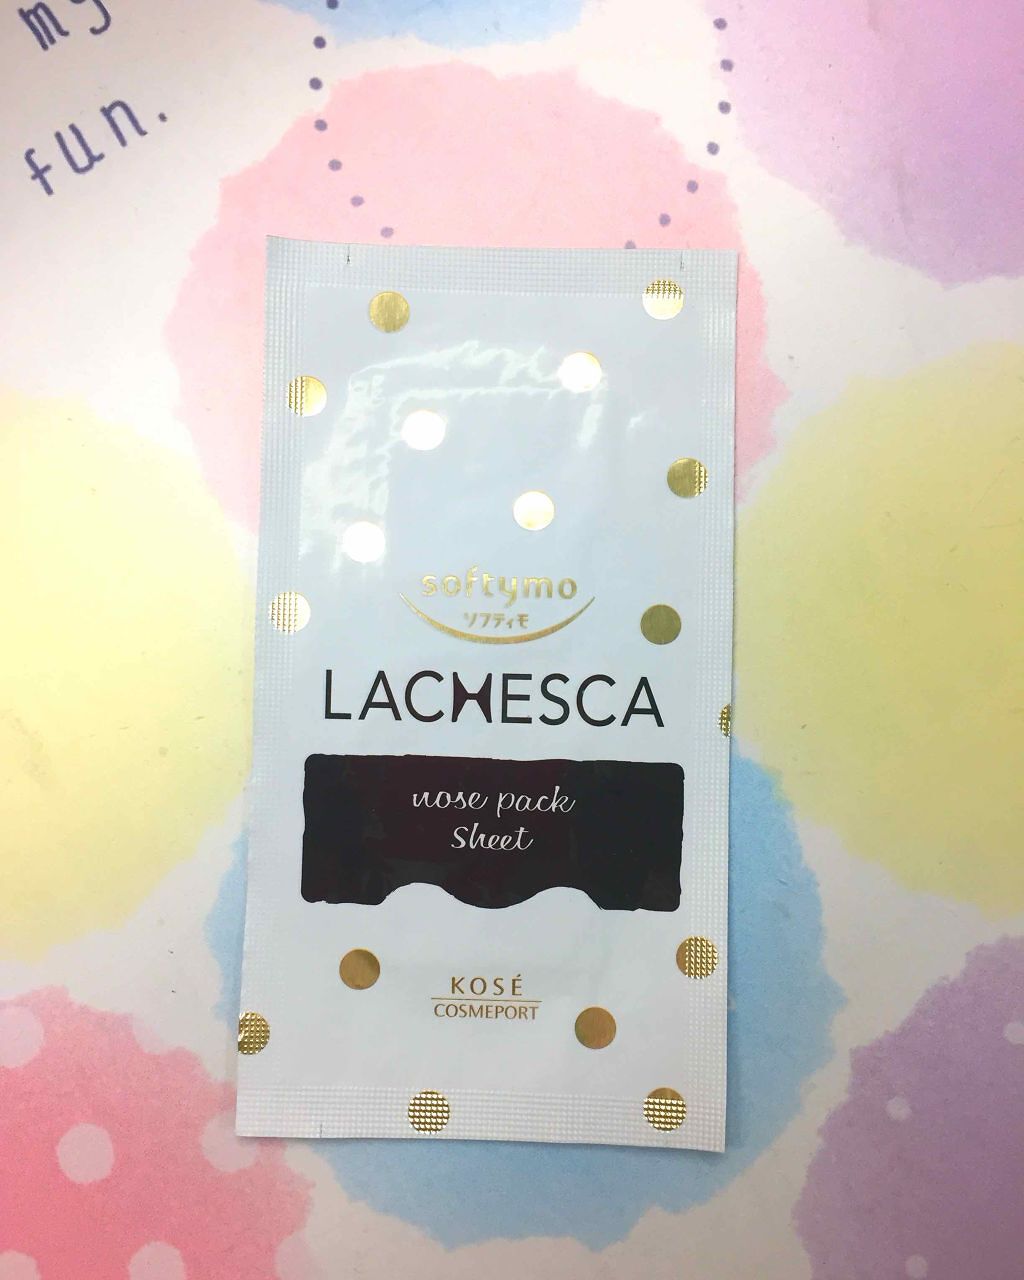 my
fun.
softymo
ソフティモ
LACHESCA
nose pack
Sheet
KOSÉ
COSMEPORT